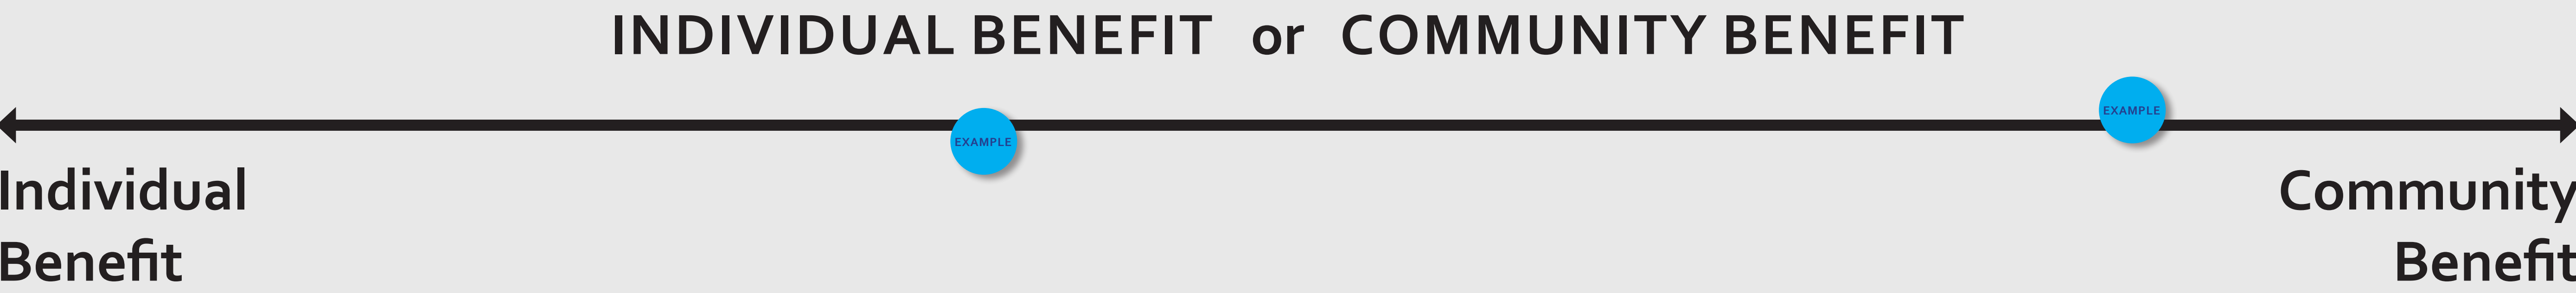 INDIVIDUAL BENEFIT or COMMUNITY BENEFIT
EXAMPLE
EXAMPLE
Individual
Benefit
Community
Benefit